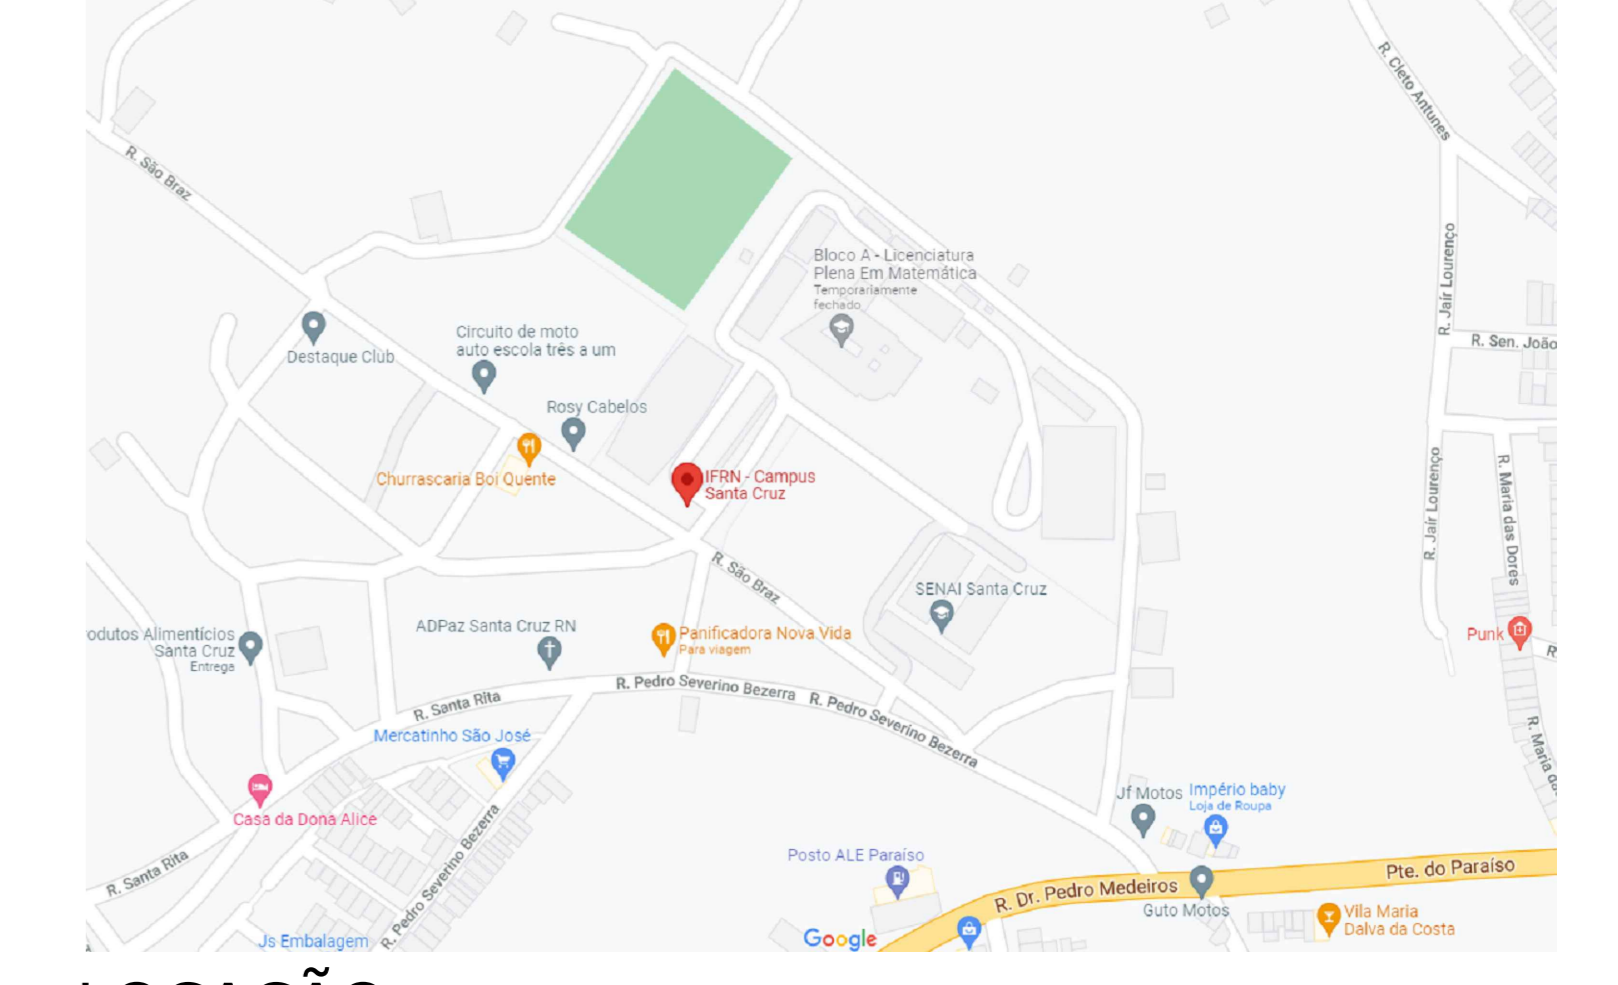 R. Cleto Antunes
R. São Braz
R. Jaír Lourenço
Bloco A - Licenciatura
Plena Em Matemática
Temporariamente
fechado
Circuito de moto
auto escola três a um
Destaque Club
R. Sen. João
Rosy Cabelos
Churrascaria Boi Quente
IFRN - Campus
Santa Cruz
R. Jaír Lourenço
R. Maria das Dores
R. São Braz
SENAI Santa Cruz
ADPaz Santa Cruz RN
Panificadora Nova Vida
Para viagem
odutos Alimentícios
Santa Cruz
Entrega
Punk
R
R. Pedro Severino Bezerra
R. Pedro Severino Bezerra
R. Santa Rita
Mercatinho São José
R. Maria da
Jf Motos
Império baby
Loja de Roupa
Casa da Dona Alice
R. Santa Rita
R. Pedro Severino Bezerra
Posto ALE Paraíso
Pte. do Paraíso
R. Dr. Pedro Medeiros
Guto Motos
Vila Maria
Dalva da Costa
Js Embalagem
Google